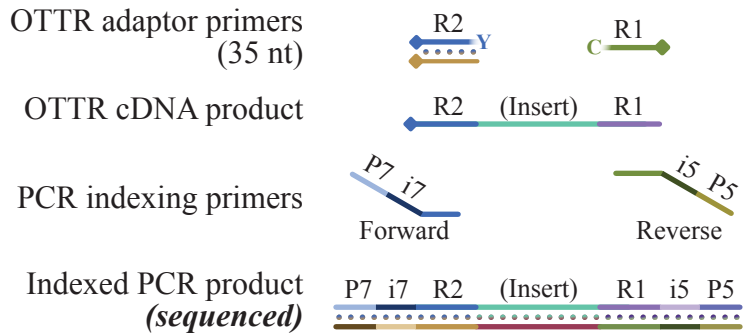 OTTR adaptor primers
(35 nt)
R2
Y
C
R1
OTTR cDNA product
R2
(Insert)
R1
PCR indexing primers
P7
i7
Forward
i5
P5
Reverse
Indexed PCR product
(sequenced)
P7
i7
R2
(Insert)
R1
i5
P5